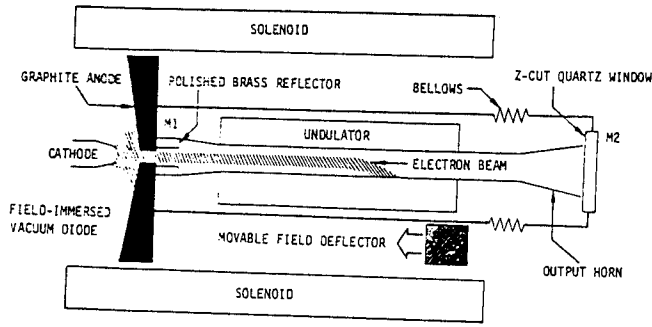 SOLENOID
GRAPHITE ANODE
POLISHED BRASS REFLECTOR
BELLOWS
Z-CUT QUARTZ WINDOW
M1
M2
UNDULATOR
CATHODE
ELECTRON BEAM
FIELD-IMMERSED
VACUUM DIODE
MOVABLE FIELD DEFLECTOR
OUTPUT HORN
SOLENOID